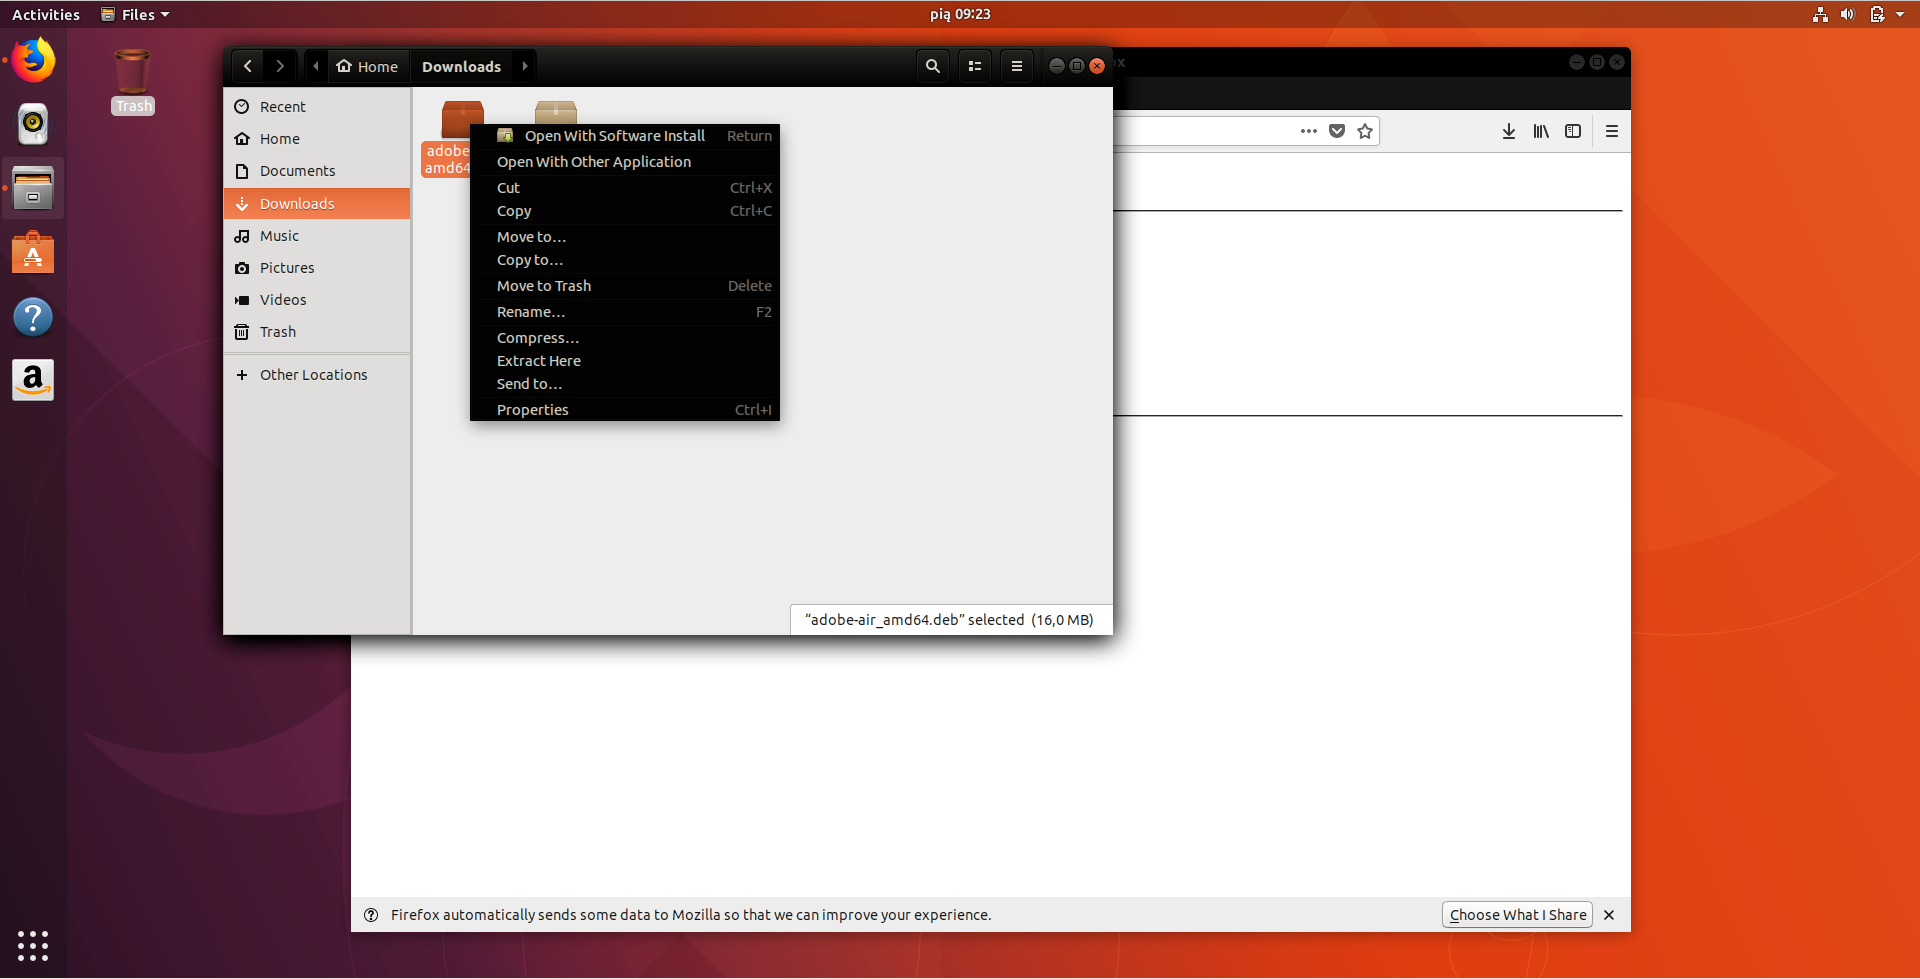 Activities
Files
pią 09:23
Trash
Home
Downloads
Recent
Home
Documents
Downloads
Music
Pictures
Videos
Trash
Other Locations
adobe
amd64
Open With Software Install Return
Open With Other Application
Cut Ctrl+X
Copy Ctrl+C
Move to…
Copy to…
Move to Trash Delete
Rename… F2
Compress…
Extract Here
Send to…
Properties Ctrl+I
“adobe-air_amd64.deb” selected (16,0 MB)
Firefox automatically sends some data to Mozilla so that we can improve your experience.
Choose What I Share